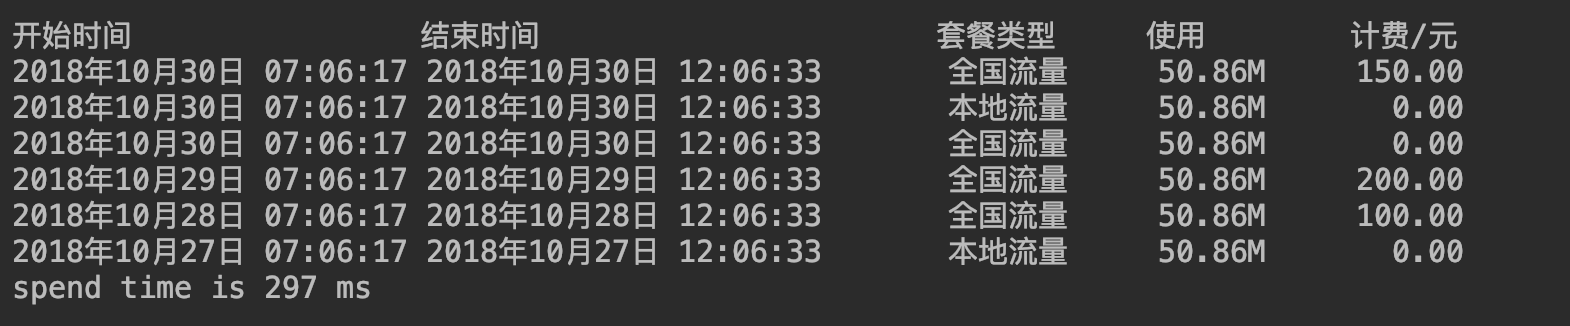 开始时间 结束时间 套餐类型 使用 计费/元
2018年10月30日 07:06:17 2018年10月30日 12:06:33 全国流量 50.86M 150.00
2018年10月30日 07:06:17 2018年10月30日 12:06:33 本地流量 50.86M 0.00
2018年10月30日 07:06:17 2018年10月30日 12:06:33 全国流量 50.86M 0.00
2018年10月29日 07:06:17 2018年10月29日 12:06:33 全国流量 50.86M 200.00
2018年10月28日 07:06:17 2018年10月28日 12:06:33 全国流量 50.86M 100.00
2018年10月27日 07:06:17 2018年10月27日 12:06:33 本地流量 50.86M 0.00
spend time is 297 ms